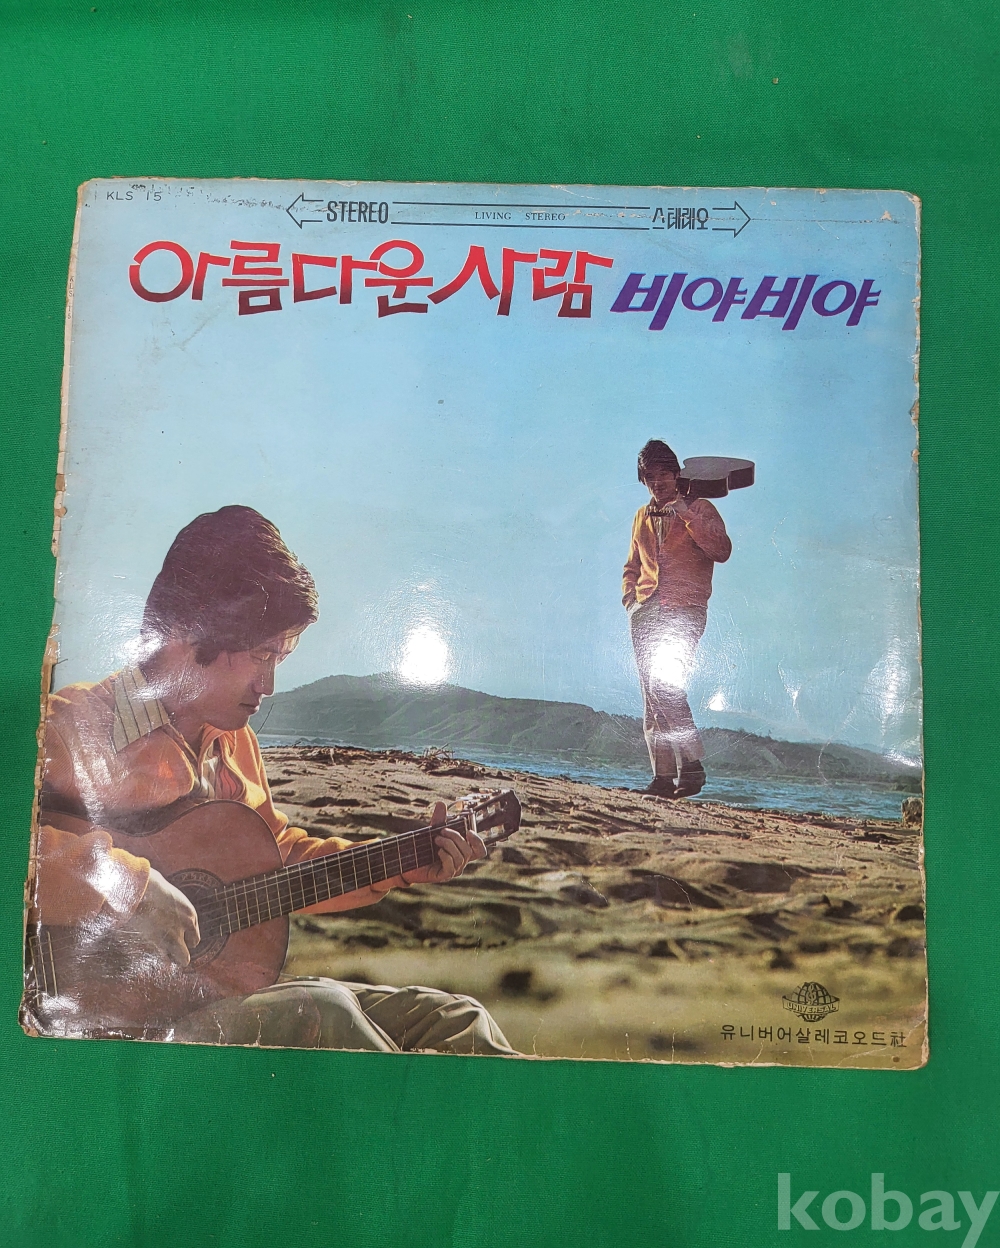 KLS 15
STEREO LIVING STEREO 스테레오
아름다운 사람 비야비야
UNIVERSAL
유니버어살레코오드社
kobay